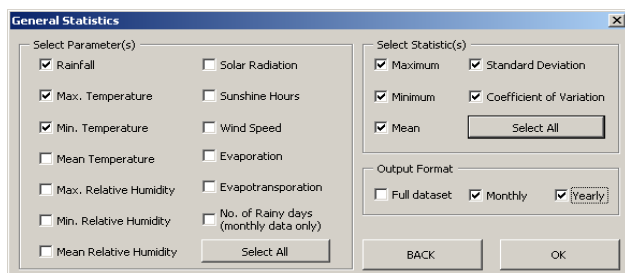 General Statistics
Select Parameter(s)
Rainfall
Max. Temperature
Min. Temperature
Mean Temperature
Max. Relative Humidity
Min. Relative Humidity
Mean Relative Humidity
Solar Radiation
Sunshine Hours
Wind Speed
Evaporation
Evapotransporation
No. of Rainy days
(monthly data only)
Select All
Select Statistic(s)
Maximum
Minimum
Mean
Standard Deviation
Coefficient of Variation
Select All
Output Format
Full dataset
Monthly
Yearly
BACK
OK